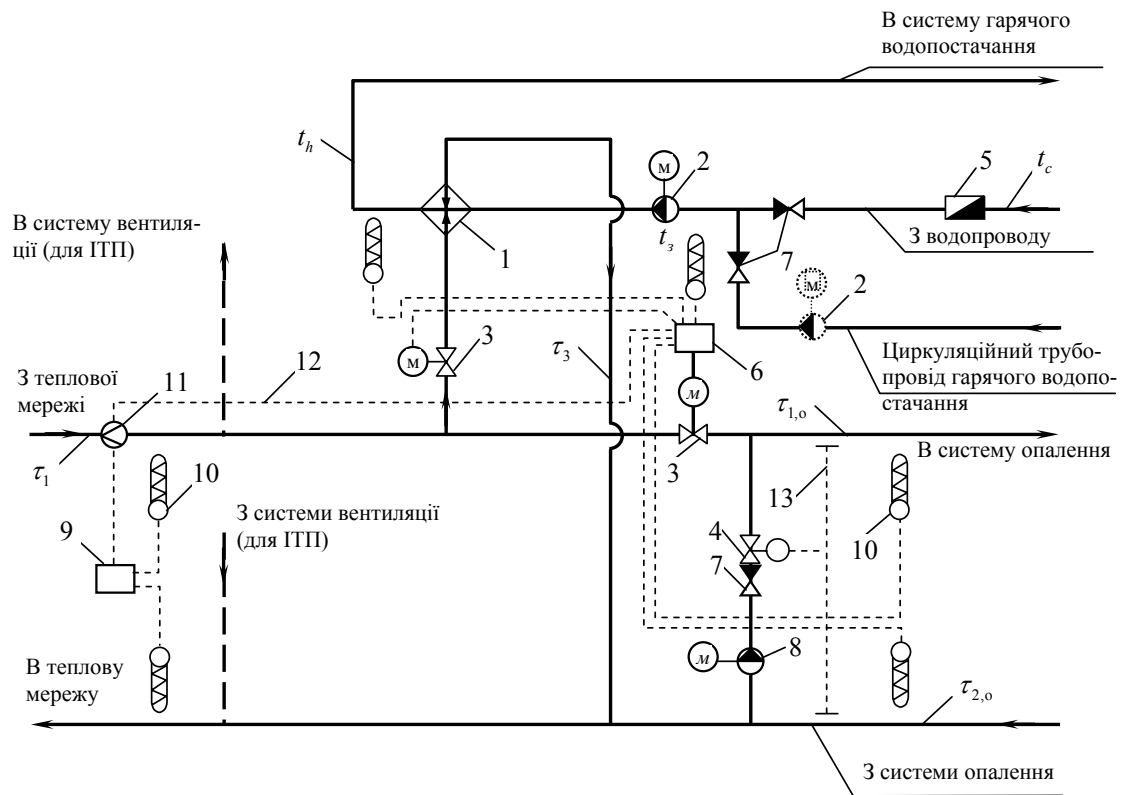 В систему гарячого
водопостачання
t_h
м
2
5
t_c
В систему вентиля-
ції (для ІТП)
t_з
З водопроводу
1
7
м
2
τ_3
6
м
3
Циркуляційний трубо-
провід гарячого водопо-
стачання
З теплової
мережі
11
12
м
τ_1,о
τ_1
3
В систему опалення
10
13
9
З системи вентиляції
(для ІТП)
4
10
7
В теплову
мережу
м
8
τ_2,о
З системи опалення